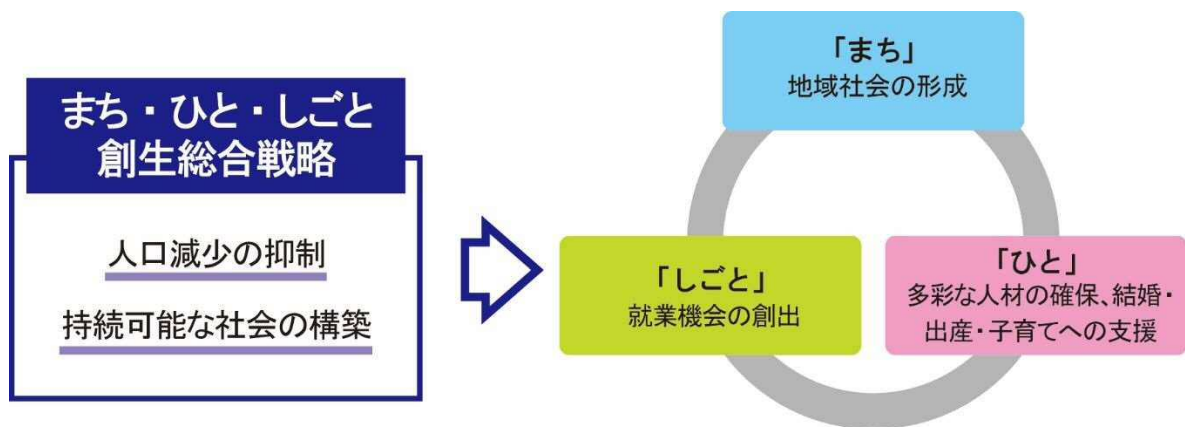 まち・ひと・しごと
創生総合戦略
人口減少の抑制
持続可能な社会の構築
「まち」
地域社会の形成
「しごと」
就業機会の創出
「ひと」
多彩な人材の確保、結婚・
出産・子育てへの支援